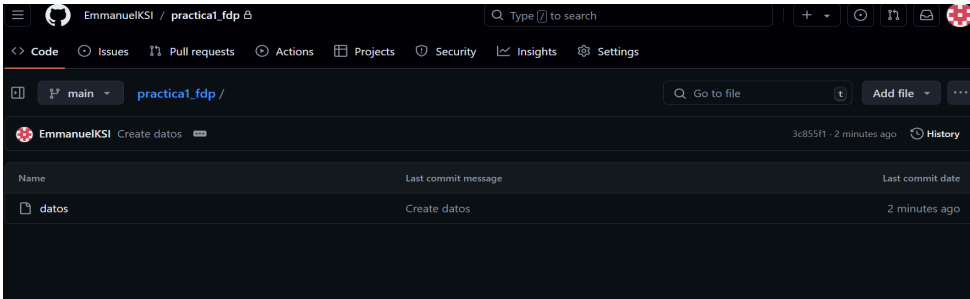 EmmanuelKSI / practica1_fdp Type / to search
Code Issues Pull requests Actions Projects Security Insights Settings
main practica1_fdp / Go to file t Add file
EmmanuelKSI Create datos 3c855f1 · 2 minutes ago History
Name Last commit message Last commit date
datos Create datos 2 minutes ago